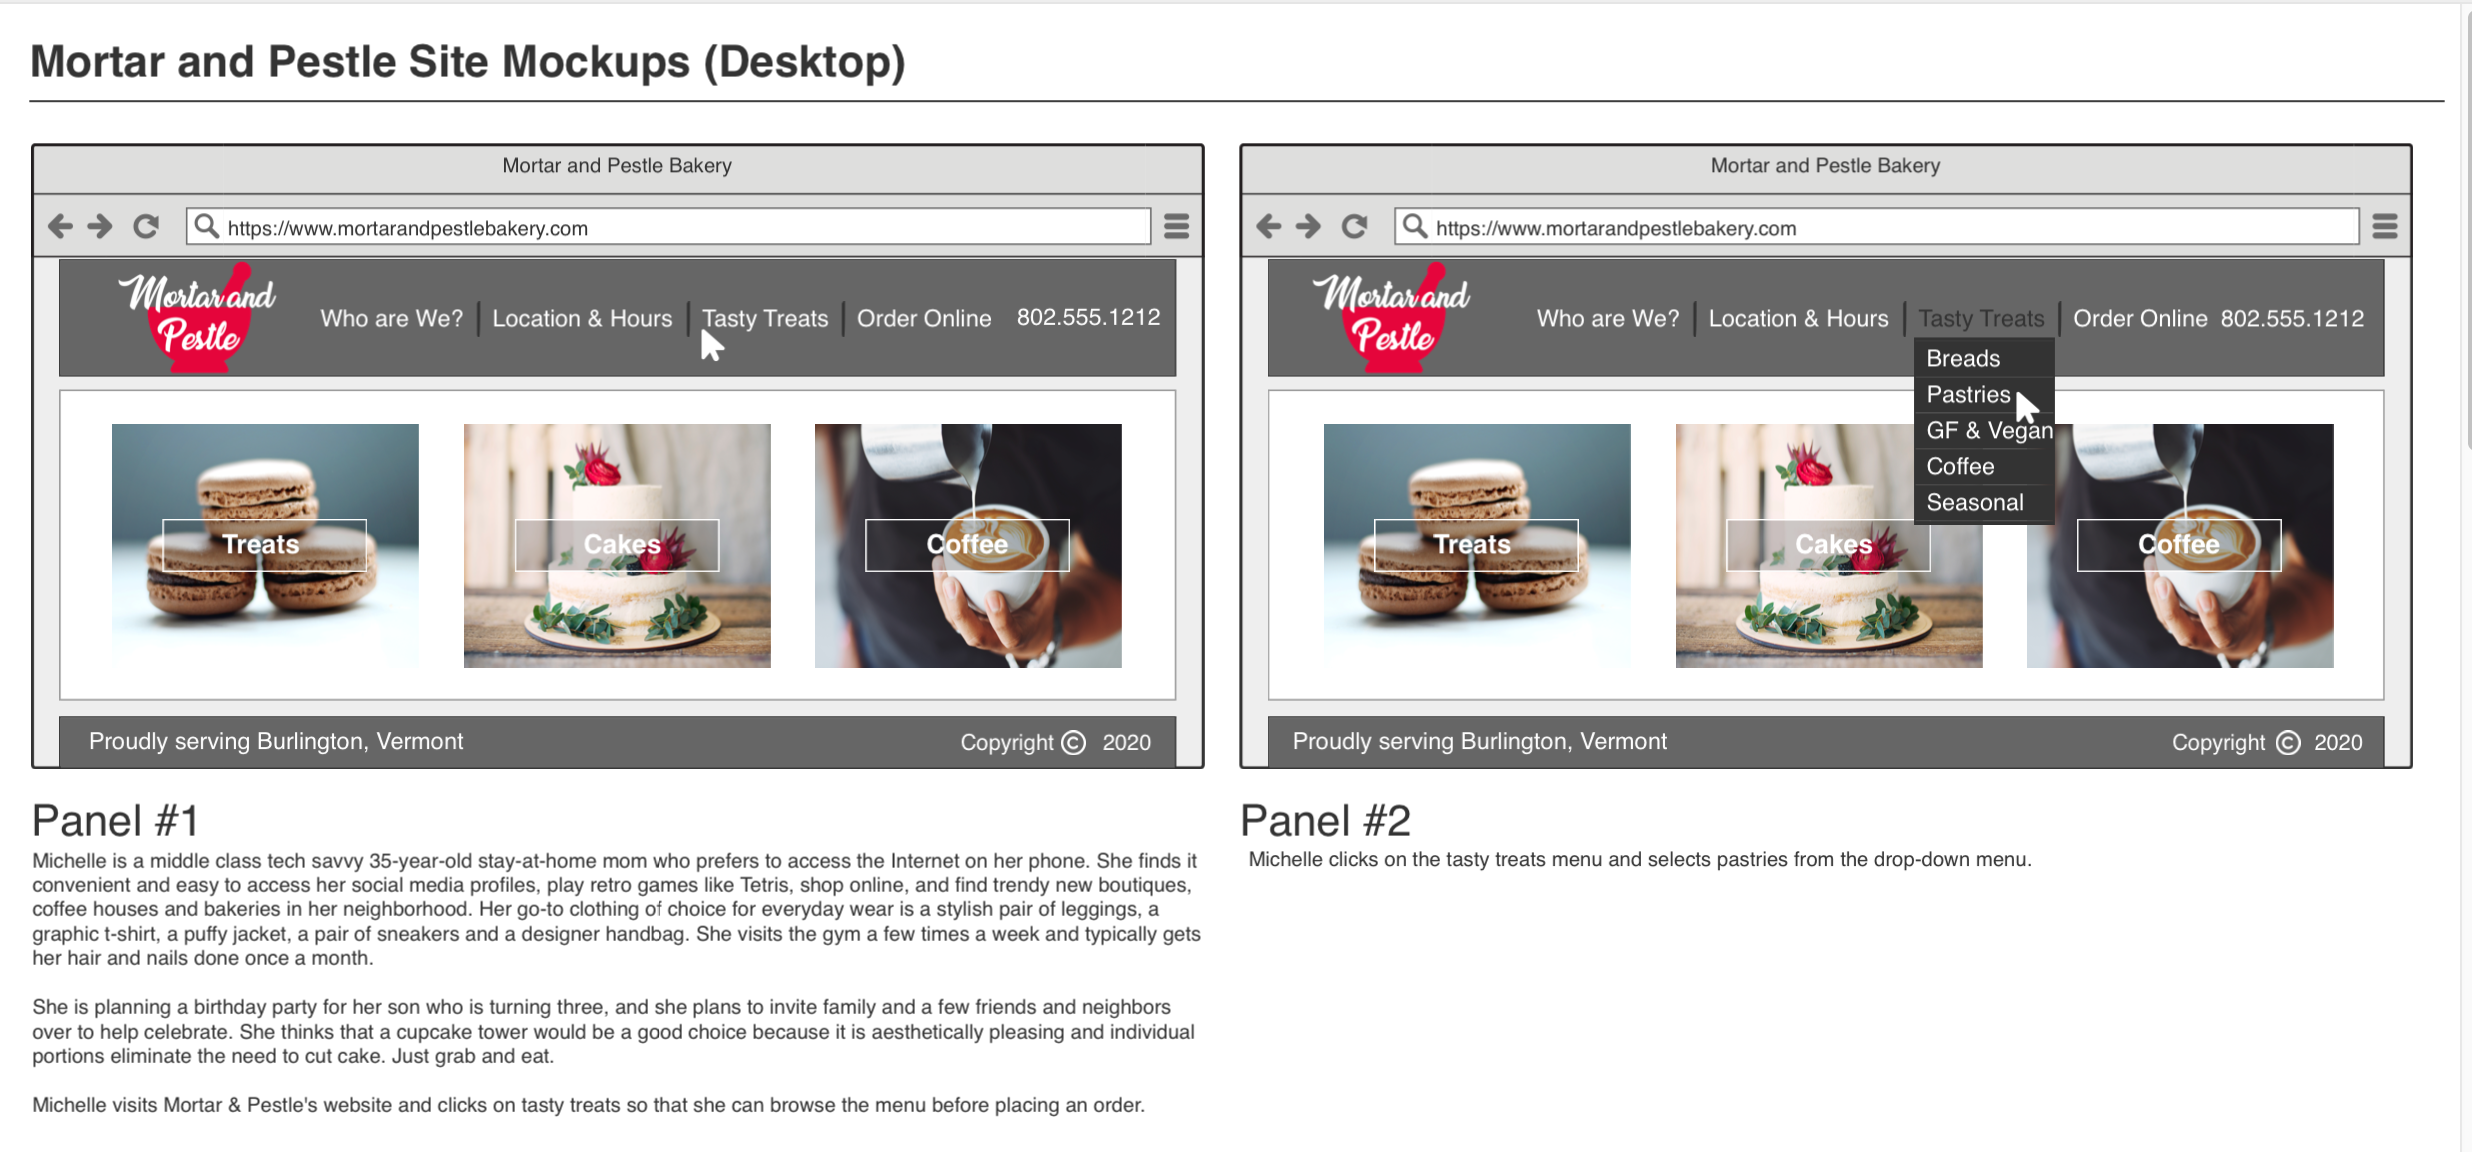 Mortar and Pestle Site Mockups (Desktop)
Mortar and Pestle Bakery
https://www.mortarandpestlebakery.com
Mortar and
Pestle
Who are We?
Location & Hours
Tasty Treats
Order Online
802.555.1212
Treats
Cakes
Coffee
Proudly serving Burlington, Vermont
Copyright © 2020
Panel #1
Michelle is a middle class tech savvy 35-year-old stay-at-home mom who prefers to access the Internet on her phone. She finds it
convenient and easy to access her social media profiles, play retro games like Tetris, shop online, and find trendy new boutiques,
coffee houses and bakeries in her neighborhood. Her go-to clothing of choice for everyday wear is a stylish pair of leggings, a
graphic t-shirt, a puffy jacket, a pair of sneakers and a designer handbag. She visits the gym a few times a week and typically gets
her hair and nails done once a month.
She is planning a birthday party for her son who is turning three, and she plans to invite family and a few friends and neighbors
over to help celebrate. She thinks that a cupcake tower would be a good choice because it is aesthetically pleasing and individual
portions eliminate the need to cut cake. Just grab and eat.
Michelle visits Mortar & Pestle's website and clicks on tasty treats so that she can browse the menu before placing an order.
Mortar and Pestle Bakery
https://www.mortarandpestlebakery.com
Mortar and
Pestle
Who are We?
Location & Hours
Tasty Treats
Order Online
802.555.1212
Breads
Pastries
GF & Vegan
Coffee
Seasonal
Treats
Cakes
Coffee
Proudly serving Burlington, Vermont
Copyright © 2020
Panel #2
Michelle clicks on the tasty treats menu and selects pastries from the drop-down menu.